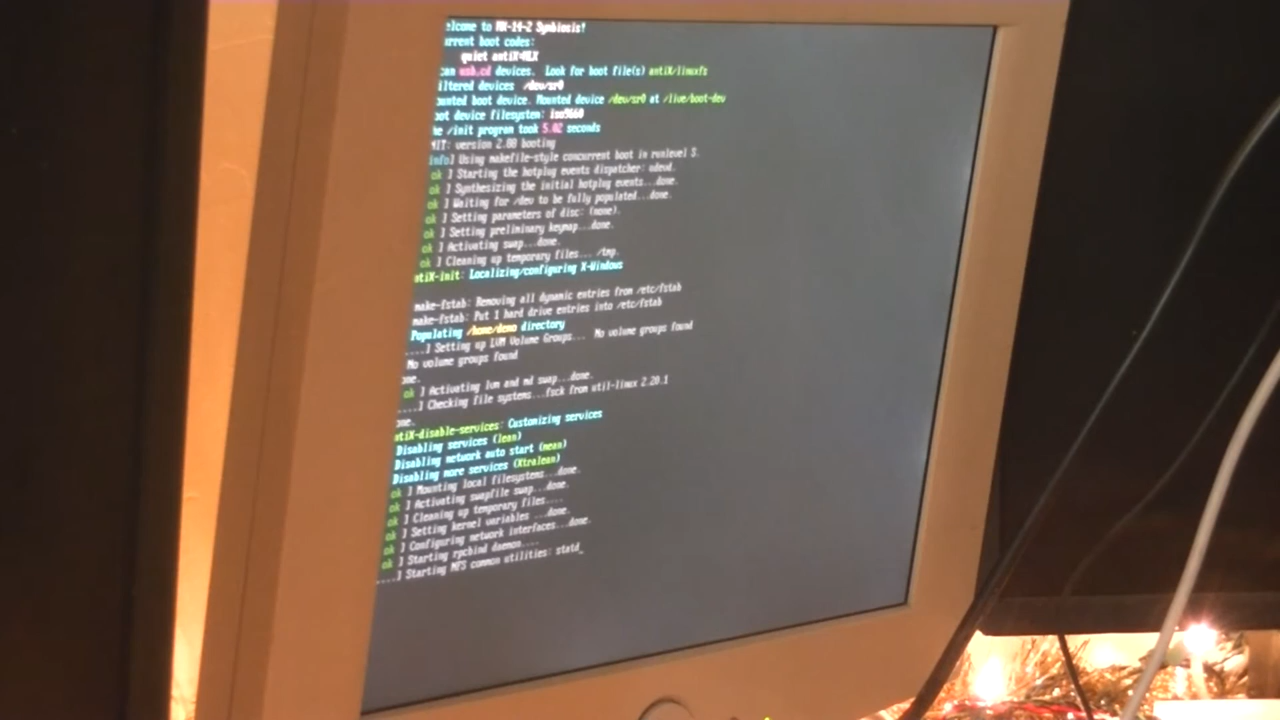 elcome to MX-14-2 Symbiosis!
urrent boot codes:
quiet antiX=MLX
can usb,cd devices. Look for boot file(s) antiX/linuxfs
iltered devices /dev/sr0
ounted boot device. Mounted device /dev/sr0 at /live/boot-dev
oot device filesystem: iso9660
he /init program took 5.02 seconds
NIT: version 2.88 booting
info] Using makefile-style concurrent boot in runlevel S.
ok ] Starting the hotplug events dispatcher: udevd.
ok ] Synthesizing the initial hotplug events...done.
ok ] Waiting for /dev to be fully populated...done.
ok ] Setting parameters of disc: (none).
ok ] Setting preliminary keymap...done.
ok ] Activating swap...done.
ok ] Cleaning up temporary files... /tmp.
ntiX-init: Localizing/configuring X-Windows
make-fstab: Removing all dynamic entries from /etc/fstab
make-fstab: Put 1 hard drive entries into /etc/fstab
Populating /home/demo directory
....] Setting up LVM Volume Groups... No volume groups found
No volume groups found
one.
ok ] Activating lvm and md swap...done.
....] Checking file systems...fsck from util-linux 2.20.1
one.
ntiX-disable-services: Customizing services
Disabling services (lean)
Disabling network auto start (mean)
Disabling more services (Xtralean)
ok ] Mounting local filesystems...done.
ok ] Activating swapfile swap...done.
ok ] Cleaning up temporary files....
ok ] Setting kernel variables ...done.
ok ] Configuring network interfaces...done.
ok ] Starting rpcbind daemon....
....] Starting NFS common utilities: statd_